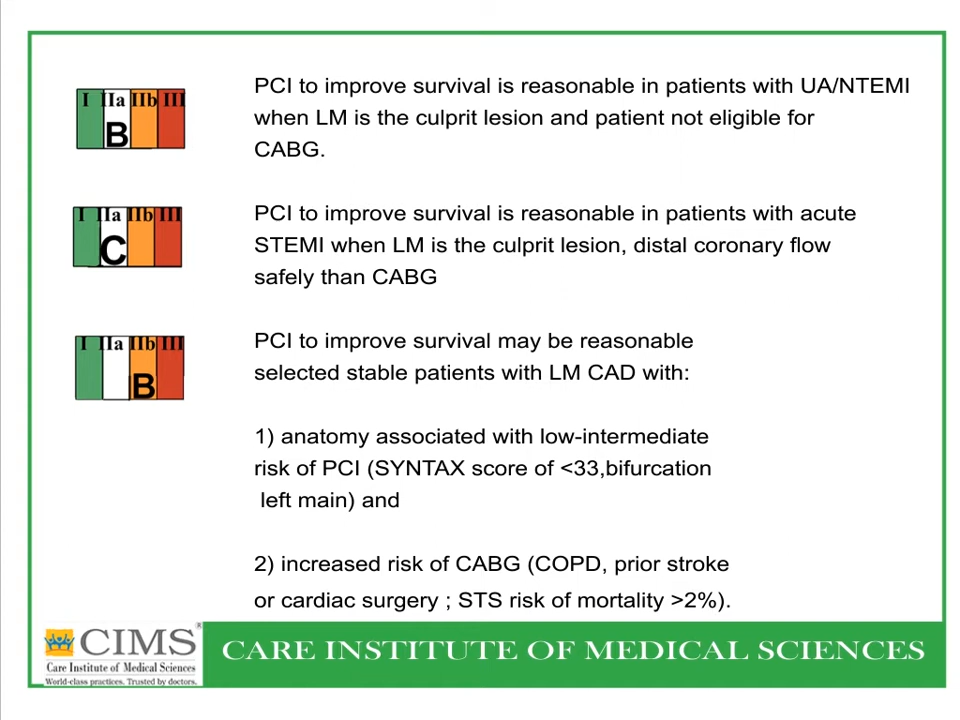 I IIa IIb III
B
PCI to improve survival is reasonable in patients with UA/NTEMI
when LM is the culprit lesion and patient not eligible for
CABG.
I IIa IIb III
C
PCI to improve survival is reasonable in patients with acute
STEMI when LM is the culprit lesion, distal coronary flow
safely than CABG
I IIa IIb III
B
PCI to improve survival may be reasonable
selected stable patients with LM CAD with:
1) anatomy associated with low-intermediate
risk of PCI (SYNTAX score of <33,bifurcation
left main) and
2) increased risk of CABG (COPD, prior stroke
or cardiac surgery ; STS risk of mortality >2%).
CIMS®
Care Institute of Medical Sciences
World-class practices. Trusted by doctors.
CARE INSTITUTE OF MEDICAL SCIENCES